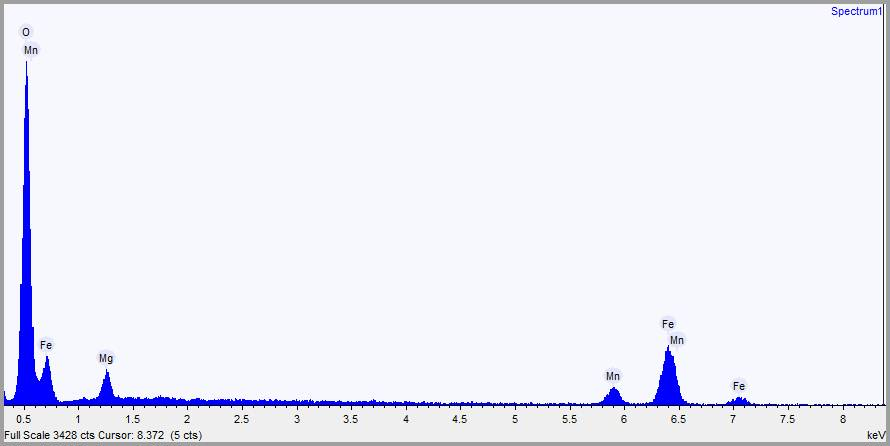 Spectrum1
O
Mn
Fe
Mg
Mn
Fe
Mn
Fe
0.5 1 1.5 2 2.5 3 3.5 4 4.5 5 5.5 6 6.5 7 7.5 8
Full Scale 3428 cts Cursor: 8.372 (5 cts) keV